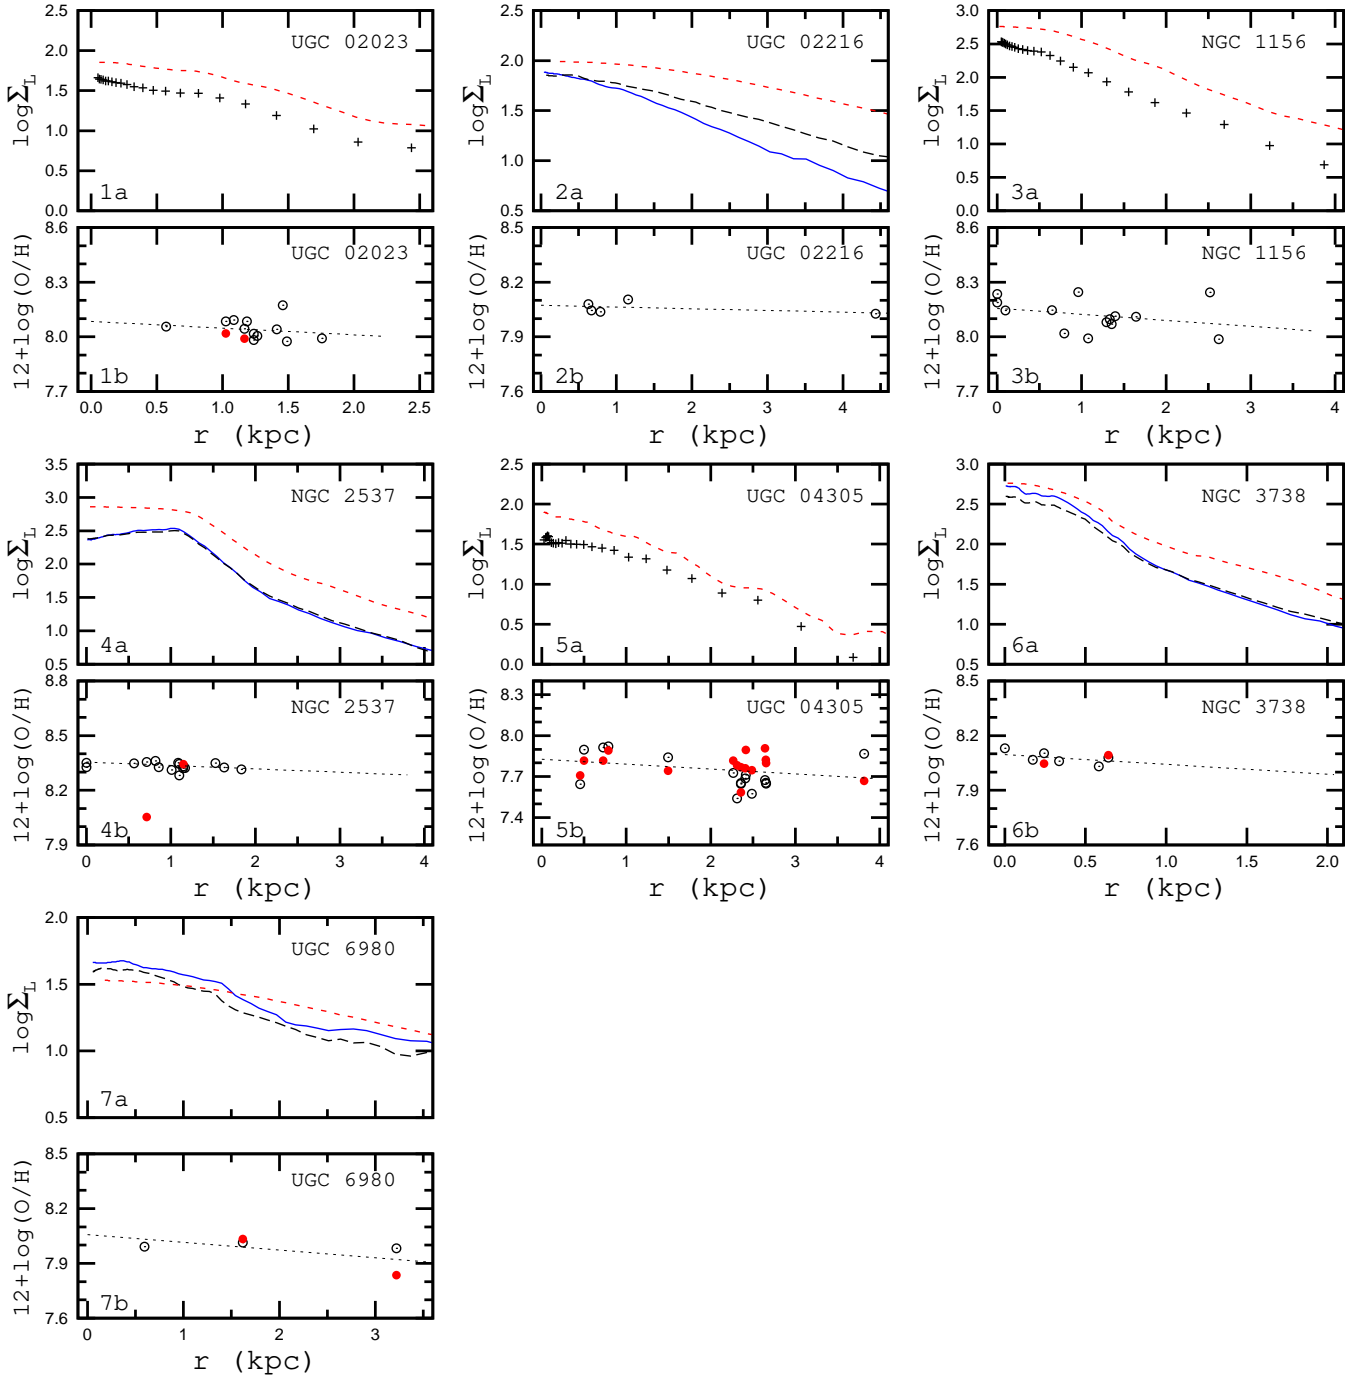 2.5 2.0 1.5 1.0 0.5 0.0
logΣL
UGC 02023
1a
2.5 2.0 1.5 1.0 0.5
logΣL
UGC 02216
2a
3.0 2.5 2.0 1.5 1.0 0.5 0.0
logΣL
NGC 1156
3a
8.6 8.3 8.0 7.7
12+log(O/H)
UGC 02023
1b
0.0 0.5 1.0 1.5 2.0 2.5
r (kpc)
8.5 8.2 7.9 7.6
12+log(O/H)
UGC 02216
2b
0 1 2 3 4
r (kpc)
8.6 8.3 8.0 7.7
12+log(O/H)
NGC 1156
3b
0 1 2 3 4
r (kpc)
3.5 3.0 2.5 2.0 1.5 1.0 0.5
logΣL
NGC 2537
4a
2.5 2.0 1.5 1.0 0.5 0.0
logΣL
UGC 04305
5a
3.0 2.5 2.0 1.5 1.0 0.5
logΣL
NGC 3738
6a
8.8 8.5 8.2 7.9
12+log(O/H)
NGC 2537
4b
0 1 2 3 4
r (kpc)
8.3 8.0 7.7 7.4
12+log(O/H)
UGC 04305
5b
0 1 2 3 4
r (kpc)
8.5 8.2 7.9 7.6
12+log(O/H)
NGC 3738
6b
0.0 0.5 1.0 1.5 2.0
r (kpc)
2.0 1.5 1.0 0.5
logΣL
UGC 6980
7a
8.5 8.2 7.9 7.6
12+log(O/H)
UGC 6980
7b
0 1 2 3
r (kpc)